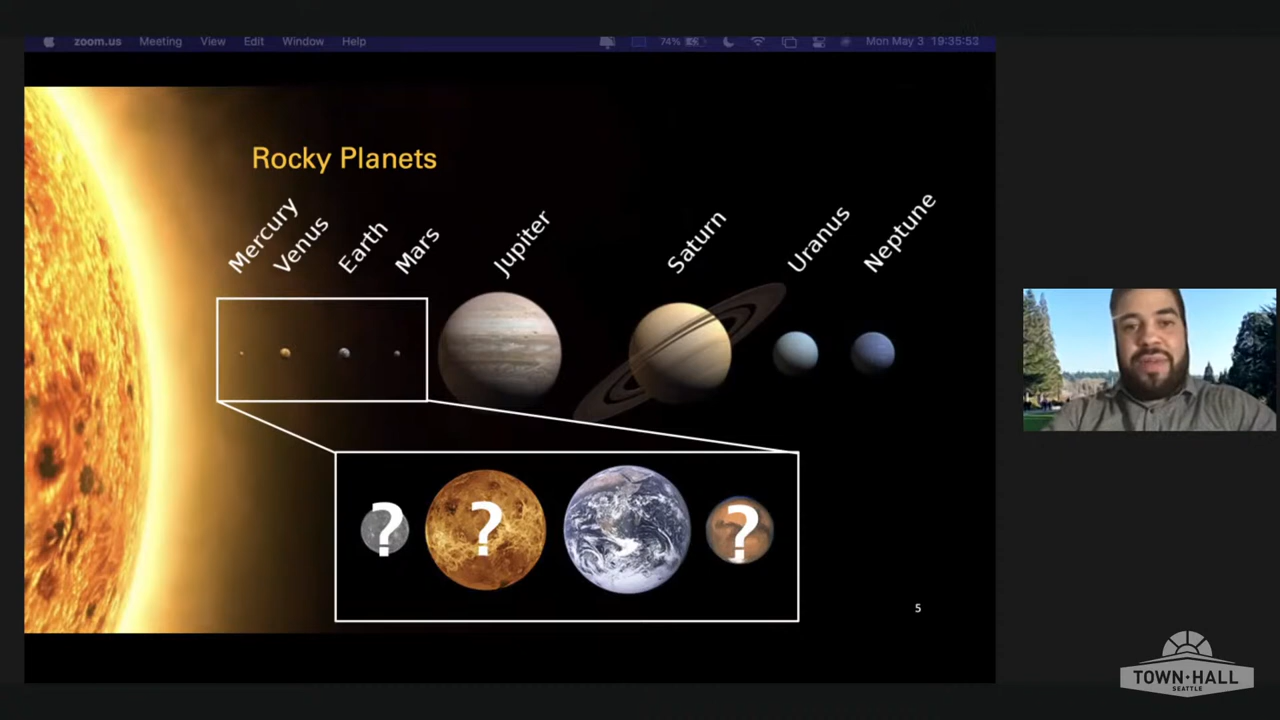 zoom.us Meeting View Edit Window Help 74% Mon May 3 19:35:53
Rocky Planets
Mercury
Venus
Earth
Mars
Jupiter
Saturn
Uranus
Neptune
? ? ?
5
TOWN·HALL
SEATTLE